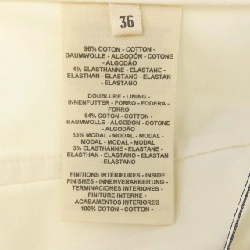 36
96% COTON - COTTON -
BAUMWOLLE - ALGODÓN - COTONE
- ALGODÃO
4% ELASTHANNE - ELASTANE -
ELASTHAN - ELASTANO - ELASTAN -
ELASTANO
DOUBLURE - LINING -
INNENFUTTER - FORRO - FODERA -
FORRO
64% COTON - COTTON -
BAUMWOLLE - ALGODÓN - COTONE
- ALGODÃO
33% MODAL - MODAL -
MODAL - MODAL - MODAL - MODAL
3% ELASTHANNE - ELASTANE -
ELASTHAN - ELASTANO - ELASTAN -
ELASTANO
FINITIONS INTÉRIEURES - INSIDE
FINISHES - INNENVERARBEITUNG -
TERMINACIONES INTERIORES -
FINITURE INTERNE -
ACABAMENTOS INTERIORES
100% COTON - COTTON -